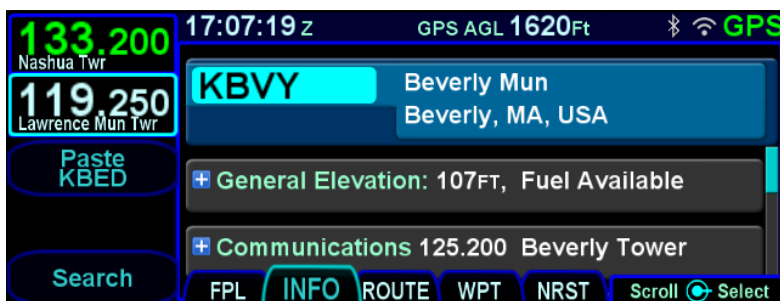 133.200
Nashua Twr
119.250
Lawrence Mun Twr
Paste
KBED
Search
17:07:19 Z GPS AGL 1620Ft GPS
KBVY
Beverly Mun
Beverly, MA, USA
General Elevation: 107FT, Fuel Available
Communications 125.200 Beverly Tower
FPL INFO ROUTE WPT NRST Scroll Select